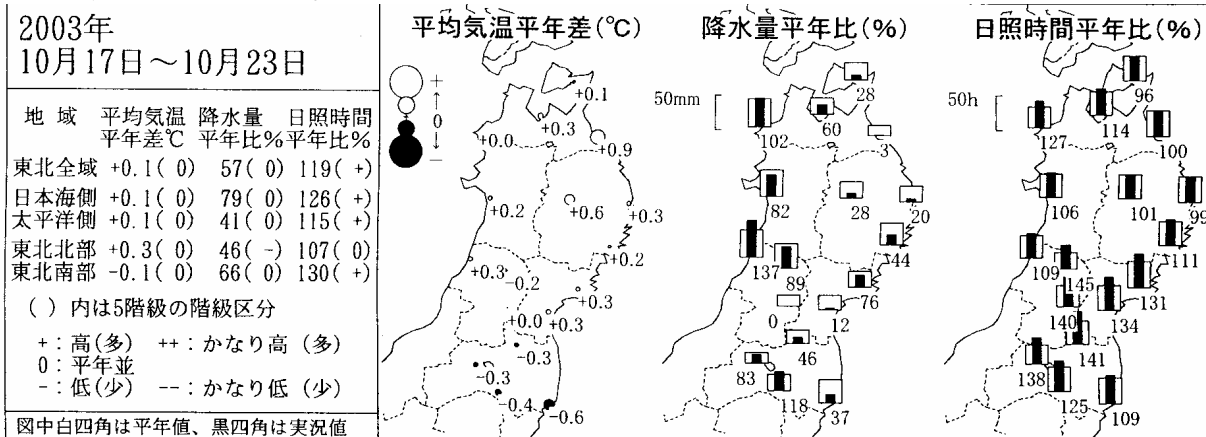 2003年
10月17日～10月23日
地 域 平均気温 降水量 日照時間
平年差℃ 平年比% 平年比%
東北全域 +0.1( 0) 57( 0) 119( +)
日本海側 +0.1( 0) 79( 0) 126( +)
太平洋側 +0.1( 0) 41( 0) 115( +)
東北北部 +0.3( 0) 46( -) 107( 0)
東北南部 -0.1( 0) 66( 0) 130( +)
( ) 内は5階級の階級区分
+ : 高(多) ++ : かなり高 (多)
0 : 平年並
- : 低(少) -- : かなり低 (少)
図中白四角は平年値、黒四角は実況値
平均気温平年差(℃)
+
↑
0
↓
−
+0.1
+0.3
+0.0
+0.9
+0.6
+0.2
+0.3
+0.2
+0.3
-0.2
+0.3
+0.0
+0.3
-0.3
-0.3
-0.4
-0.6
降水量平年比(%)
50mm
28
60
102
3
82
28
20
44
137
89
76
0
12
46
83
118
37
日照時間平年比(%)
50h
96
114
127
100
106
101
99
111
109
145
131
140
134
141
138
125
109